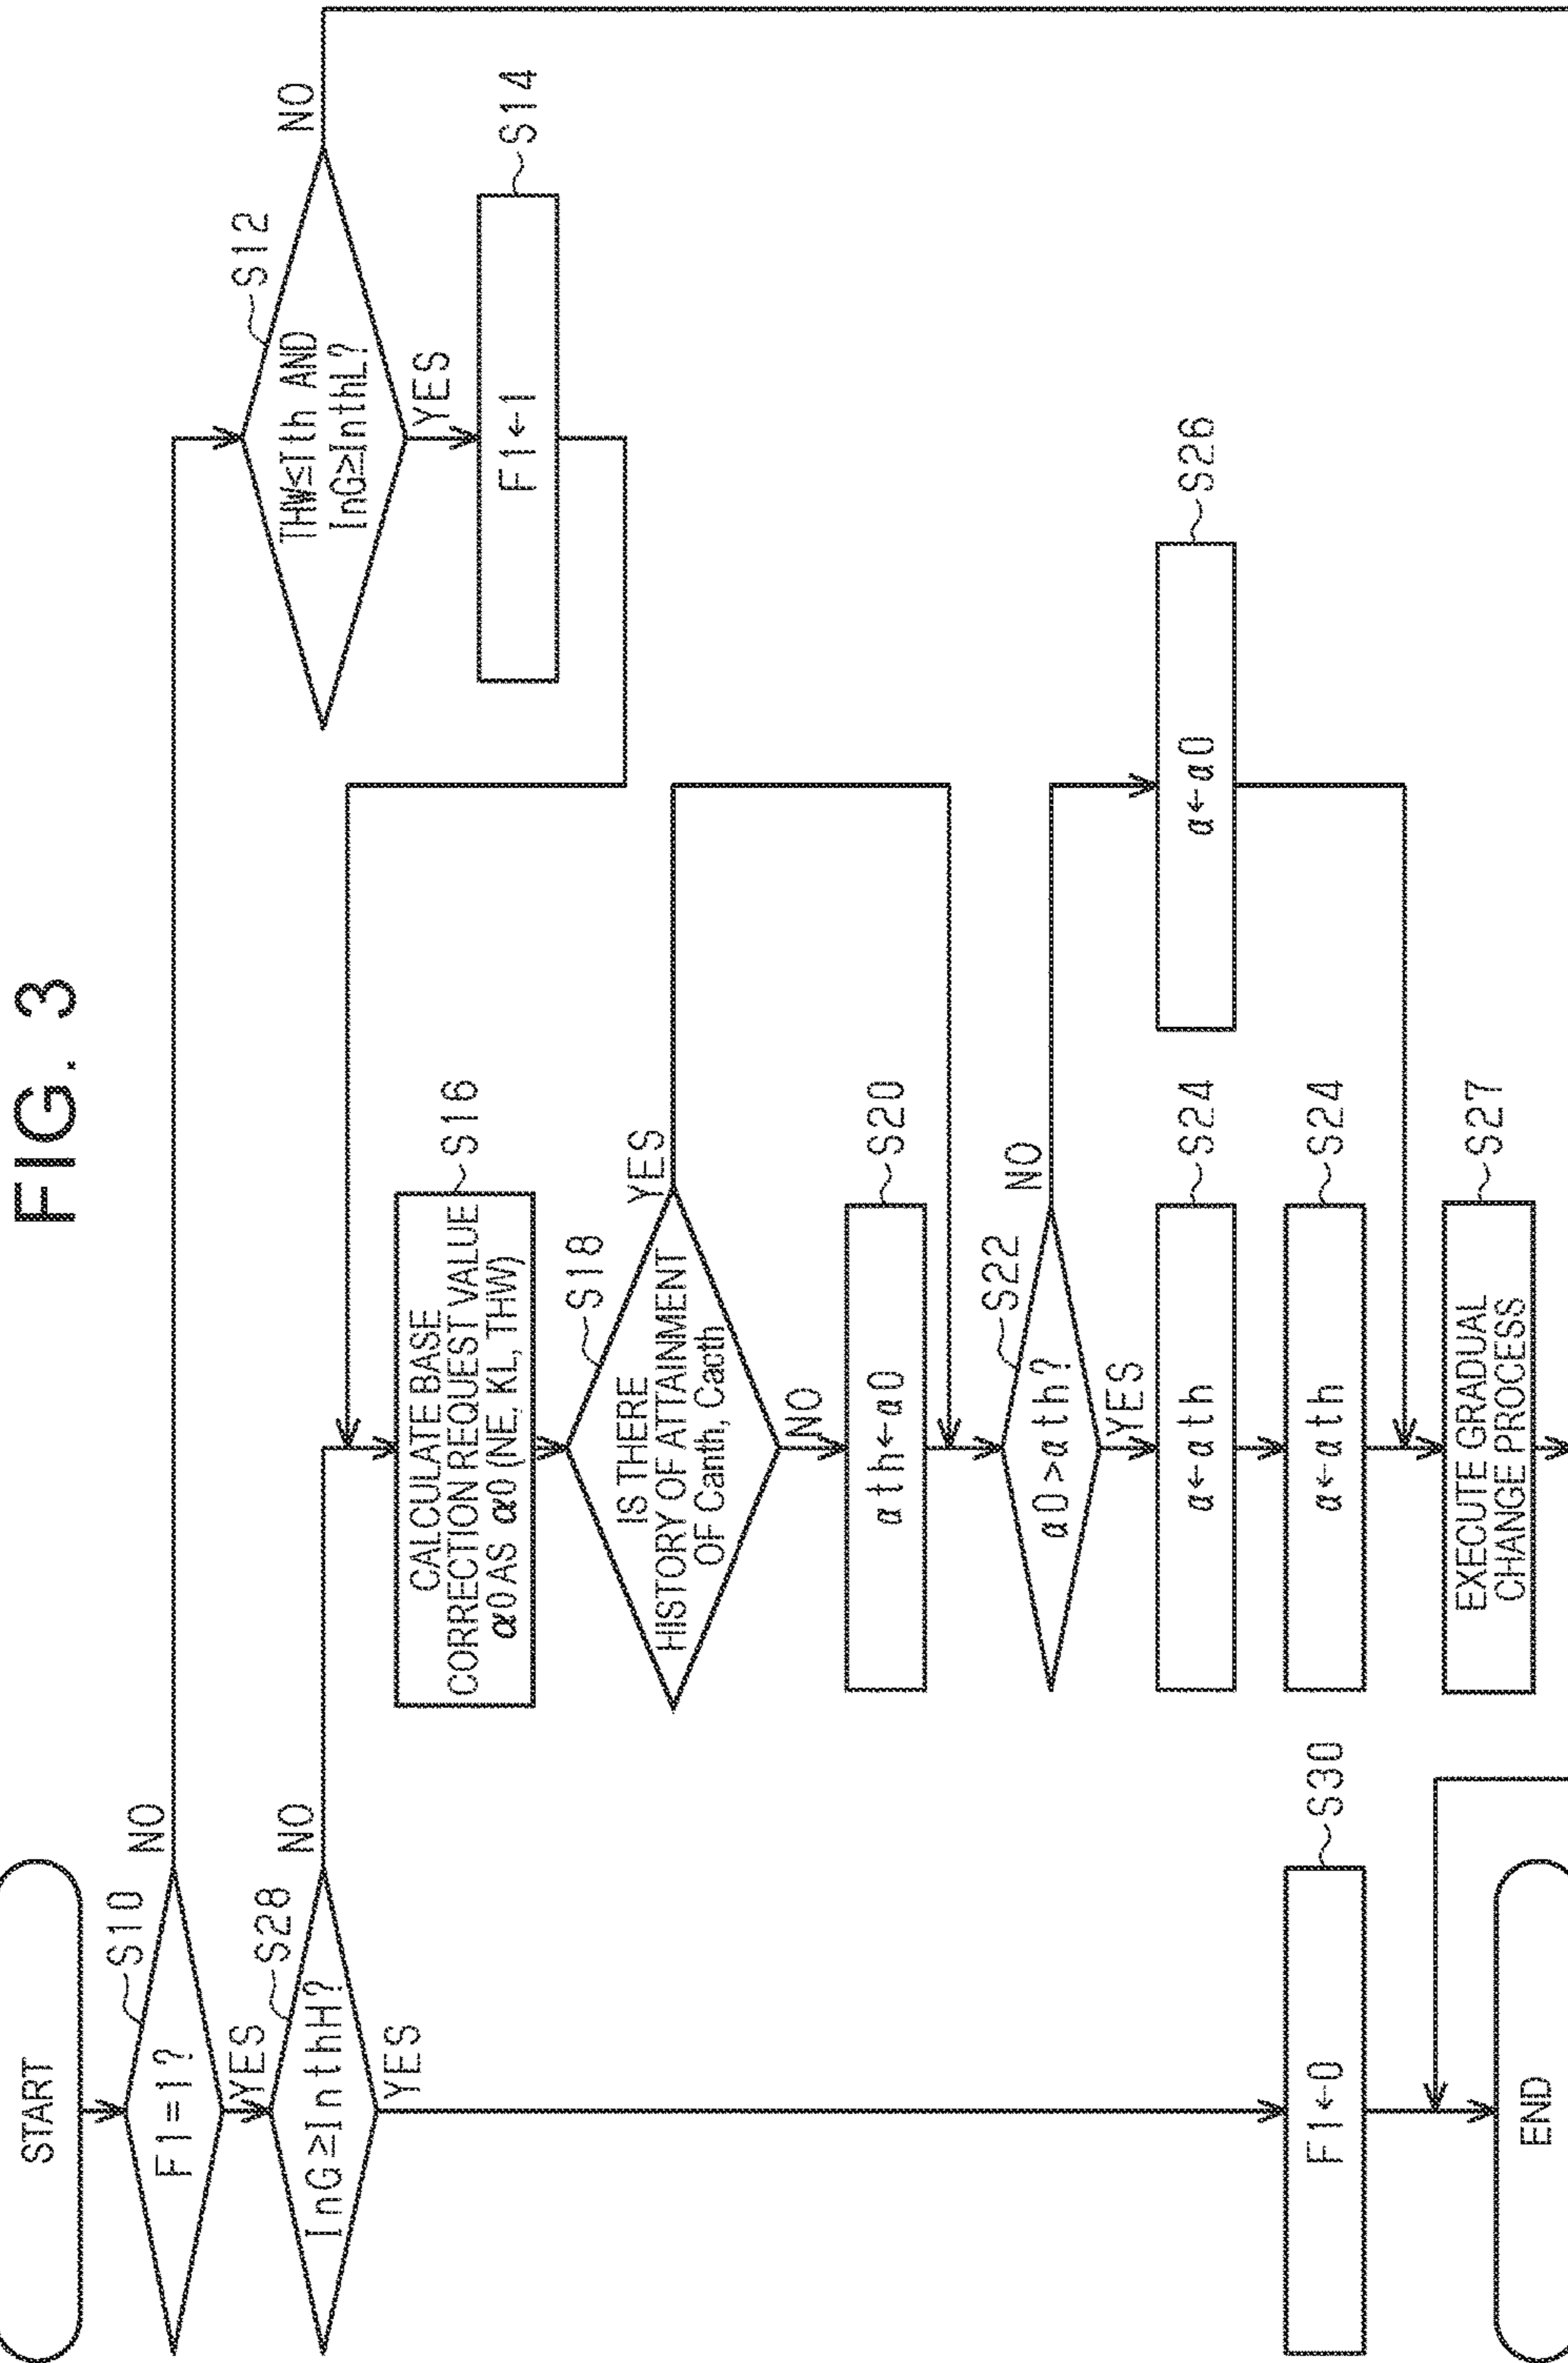 FIG. 3
START
F1=1?
S10
NO
YES
InG≥InthH?
S28
NO
YES
THW≤Tth AND
InG≥InthL?
S12
NO
YES
F1←1
S14
CALCULATE BASE
CORRECTION REQUEST VALUE
α0 AS α0 (NE, KL, THW)
S16
IS THERE
HISTORY OF ATTAINMENT
OF Canth, Cacth
S18
YES
NO
αth←α0
S20
α0>αth?
S22
NO
YES
α←αth
S24
α←αth
S24
α←α0
S26
EXECUTE GRADUAL
CHANGE PROCESS
S27
F1←0
S30
END